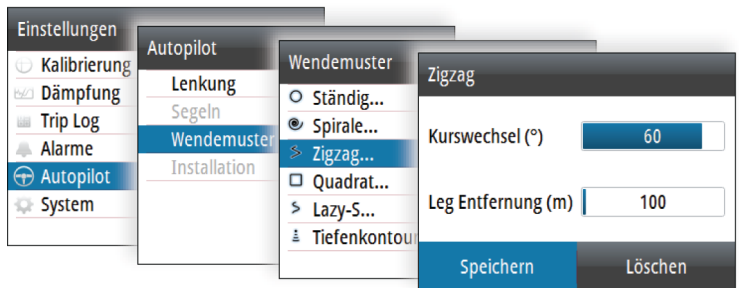 Einstellungen
Kalibrierung
Dämpfung
Trip Log
Alarme
Autopilot
System
Autopilot
Lenkung
Segeln
Wendemuster
Installation
Wendemuster
Ständig...
Spirale...
Zigzag...
Quadrat...
Lazy-S...
Tiefenkontour
Zigzag
Kurswechsel (°) 60
Leg Entfernung (m) 100
Speichern Löschen